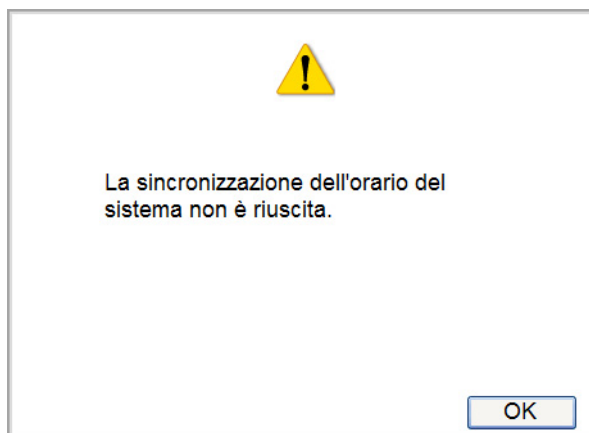 La sincronizzazione dell'orario del
sistema non è riuscita.
OK